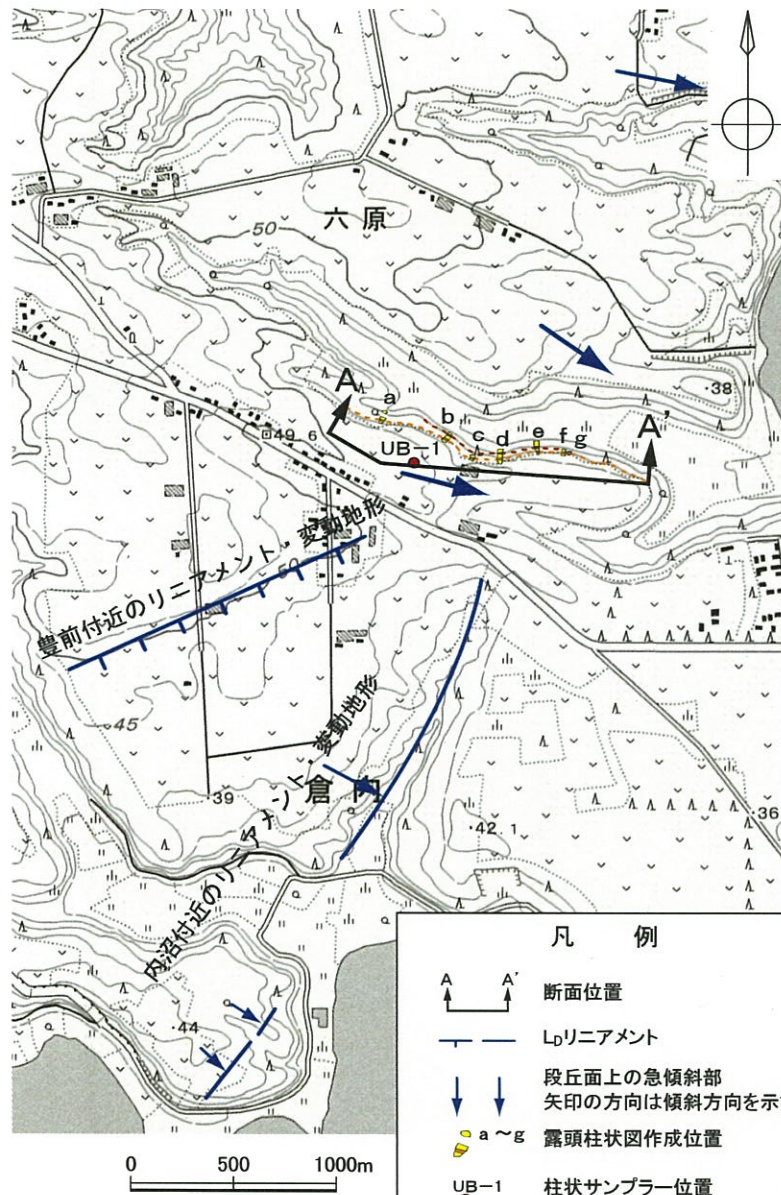 六原
50
38
A
a
b
c
d
e
f g
A'
UB-1
49.6
豊前付近のリニアメント・変動地形
50
45
39
倉内
内沼付近のリニアメント・変動地形
42.1
36
44
凡 例
A A' 断面位置
LDリニアメント
段丘面上の急傾斜部
矢印の方向は傾斜方向を示す
a~g 露頭柱状図作成位置
UB-1 柱状サンプラー位置
0 500 1000m